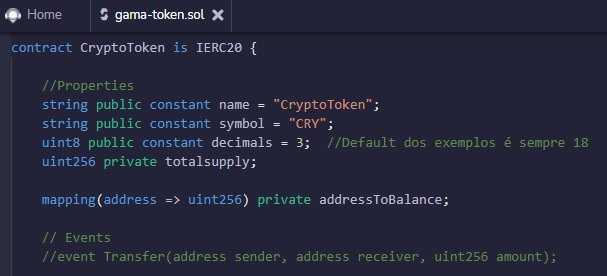 Home
gama-token.sol
contract CryptoToken is IERC20 {
//Properties
string public constant name = "CryptoToken";
string public constant symbol = "CRY";
uint8 public constant decimals = 3;  //Default dos exemplos é sempre 18
uint256 private totalsupply;
mapping(address => uint256) private addressToBalance;
// Events
//event Transfer(address sender, address receiver, uint256 amount);